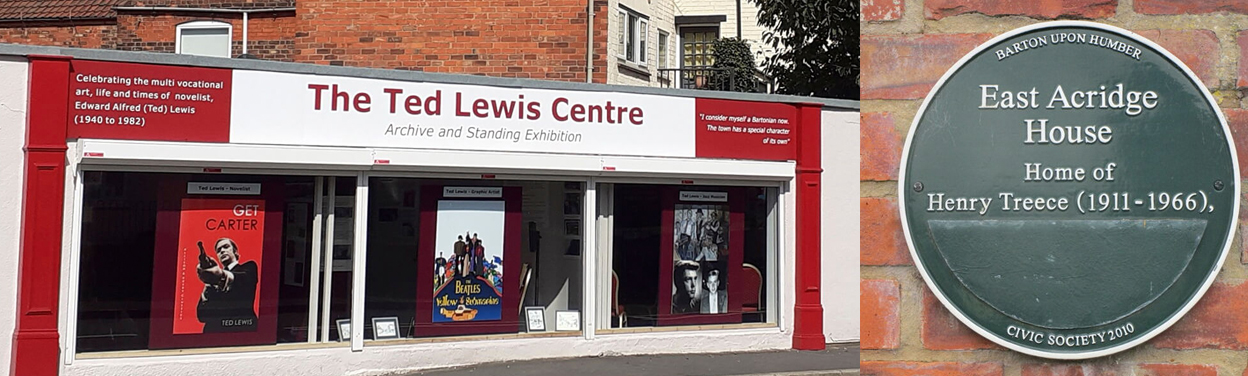 Celebrating the multi vocational
art, life and times of novelist,
Edward Alfred (Ted) Lewis
(1940 to 1982)
The Ted Lewis Centre
Archive and Standing Exhibition
"I consider myself a Bartonian now.
The town has a special character
of its own"
Ted Lewis - Novelist
GET
CARTER
TED LEWIS
Ted Lewis - Graphic Artist
THE
BEATLES
Yellow Submarine
Ted Lewis - Jazz Musician
BARTON UPON HUMBER
East Acridge
House
Home of
Henry Treece (1911-1966),
CIVIC SOCIETY 2010